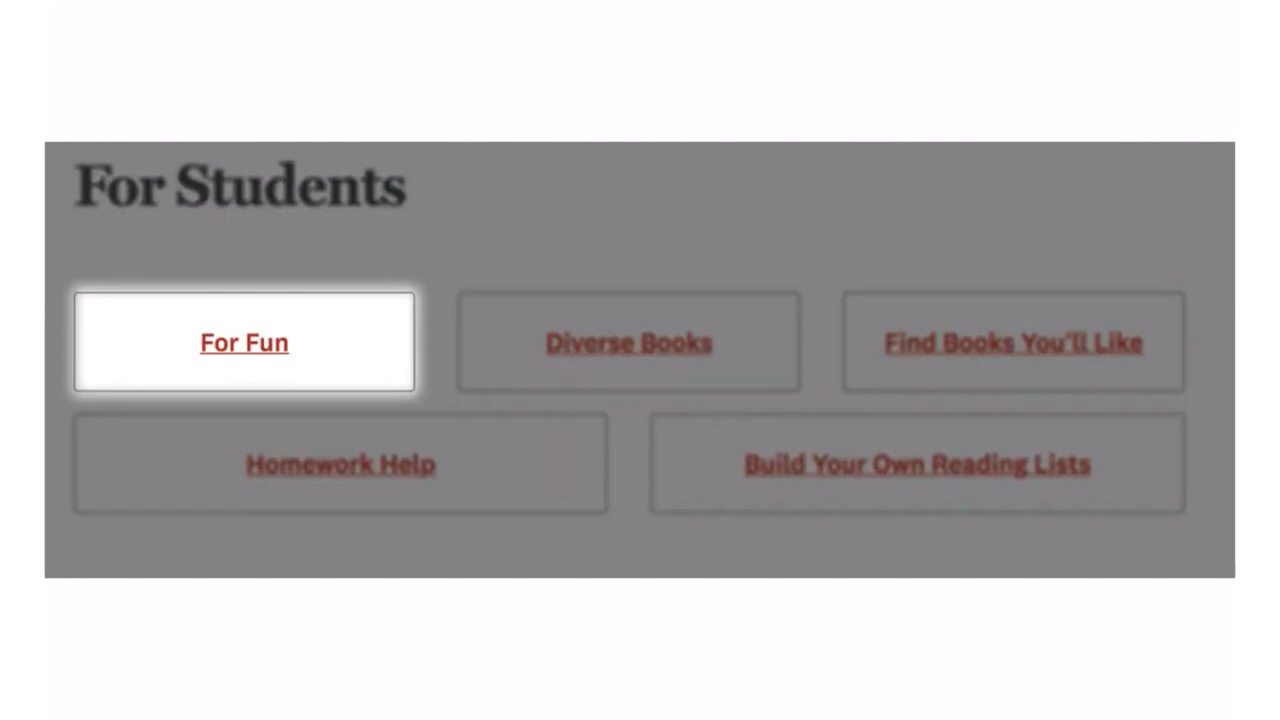 For Students
For Fun
Diverse Books
Find Books You'll Like
Homework Help
Build Your Own Reading Lists